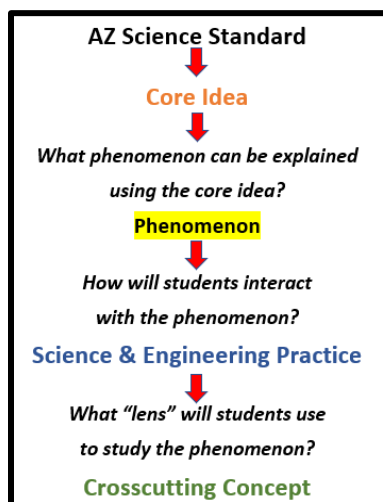 AZ Science Standard
Core Idea
What phenomenon can be explained
using the core idea?
Phenomenon
How will students interact
with the phenomenon?
Science & Engineering Practice
What “lens” will students use
to study the phenomenon?
Crosscutting Concept